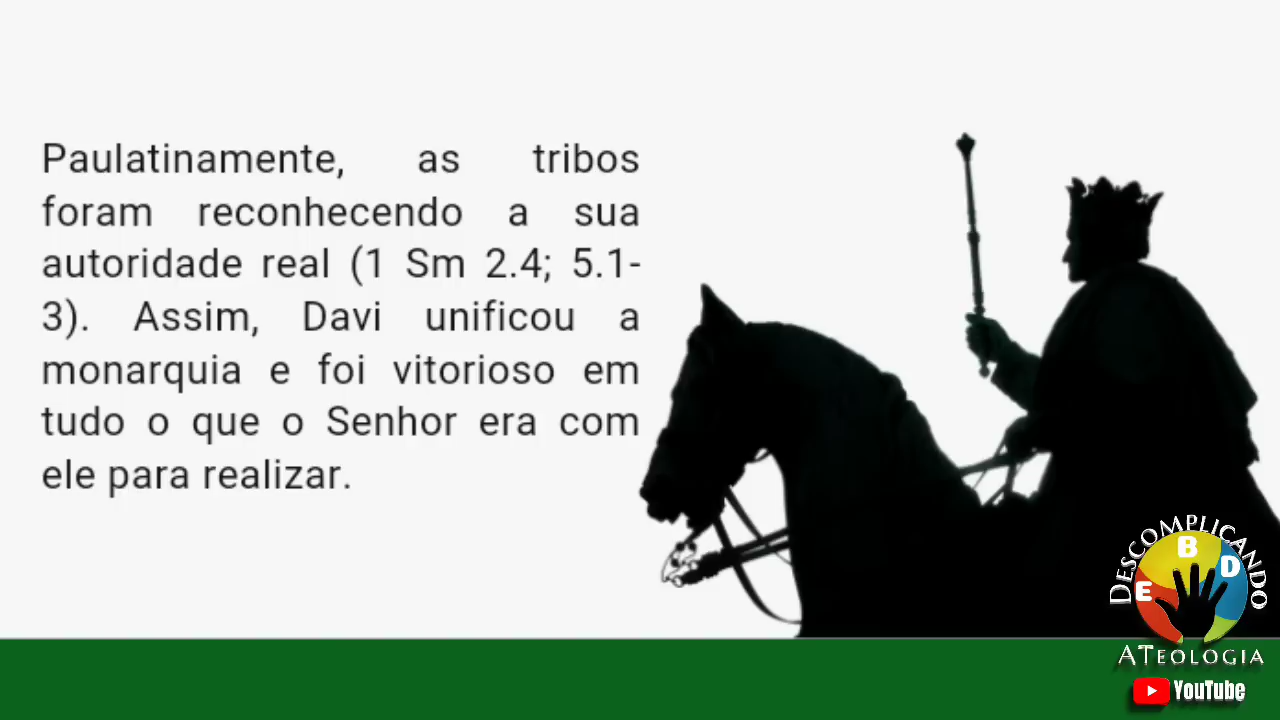 Paulatinamente, as tribos
foram reconhecendo a sua
autoridade real (1 Sm 2.4; 5.1-
3). Assim, Davi unificou a
monarquia e foi vitorioso em
tudo o que o Senhor era com
ele para realizar.
DESCOMPLICANDO
E B D
ATEOLOGIA
YouTube